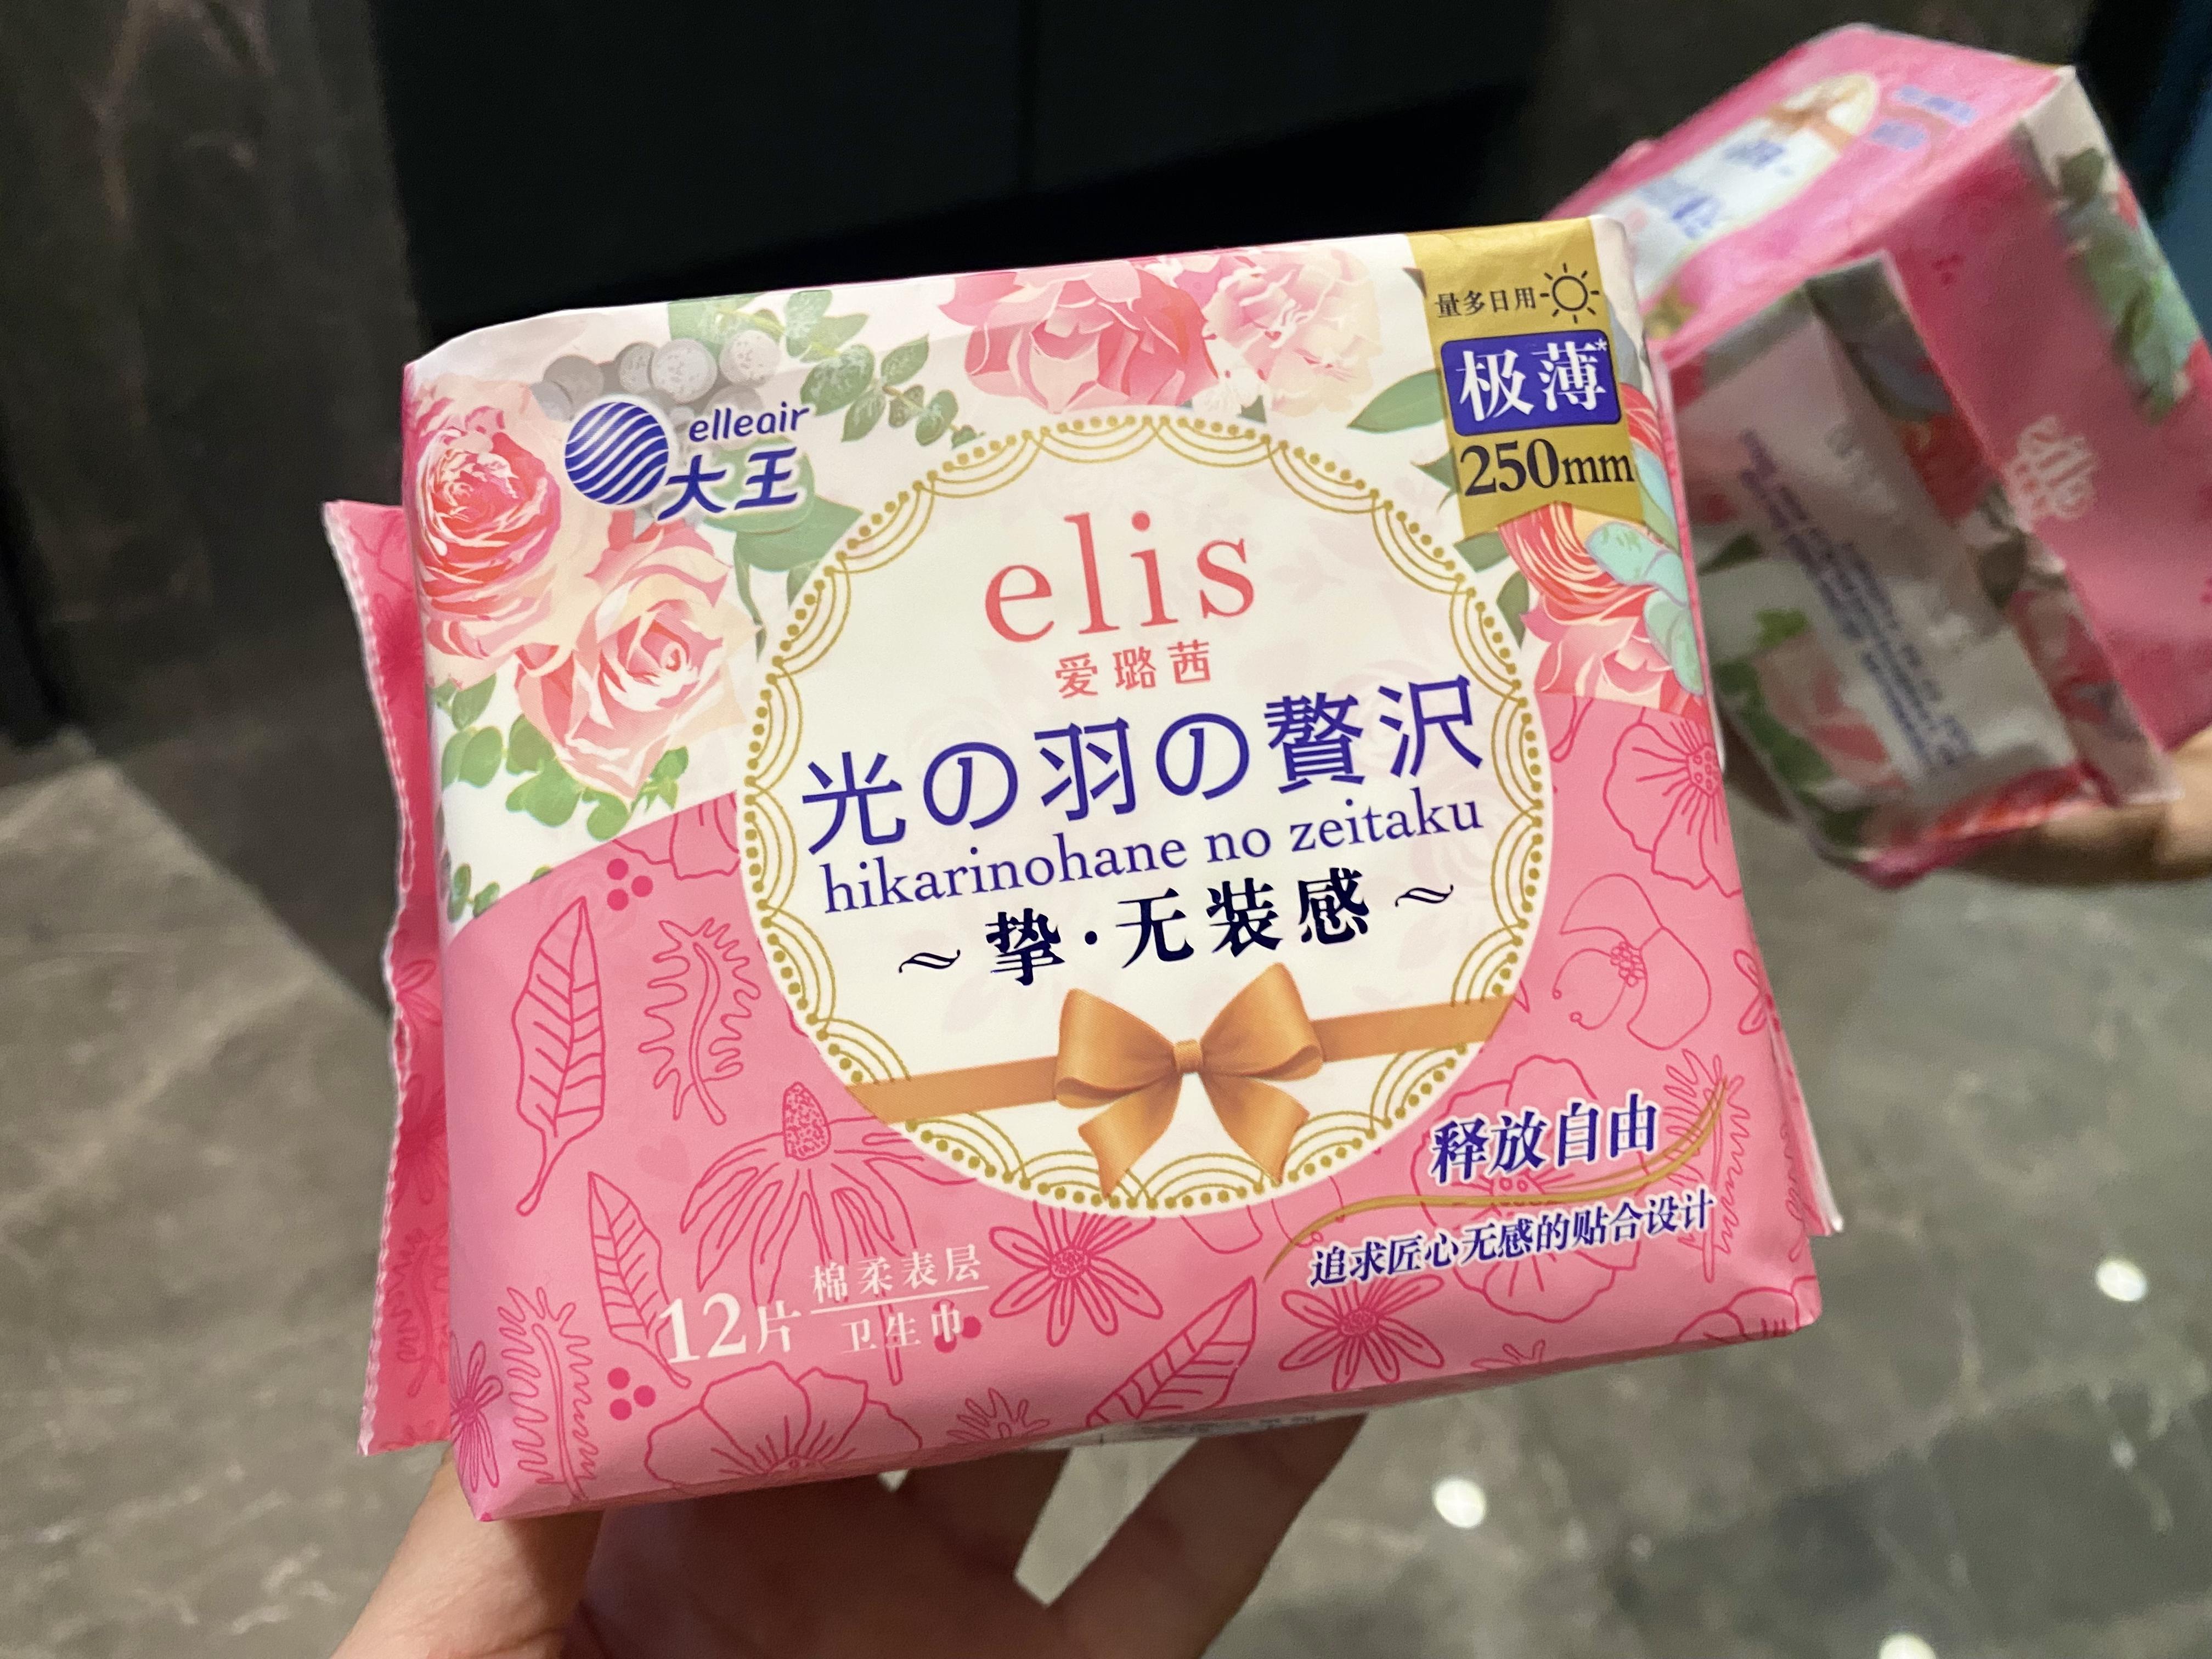 elleair
大王
量多日用
极薄*
250mm
elis
爱璐茜
光の羽の贅沢
hikarinohane no zeitaku
~挚·无装感~
释放自由
追求匠心无感的贴合设计
12片
棉柔表层
卫生巾